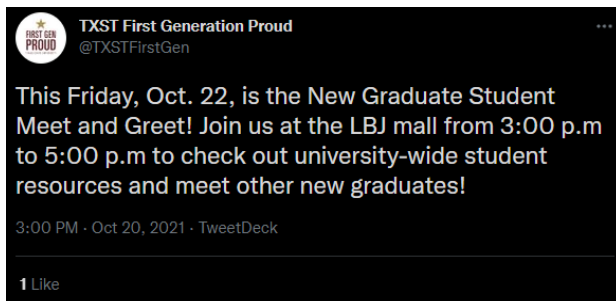 FIRST GEN
PROUD
TXST First Generation Proud
@TXSTFirstGen
This Friday, Oct. 22, is the New Graduate Student
Meet and Greet! Join us at the LBJ mall from 3:00 p.m
to 5:00 p.m to check out university-wide student
resources and meet other new graduates!
3:00 PM · Oct 20, 2021 · TweetDeck
1 Like